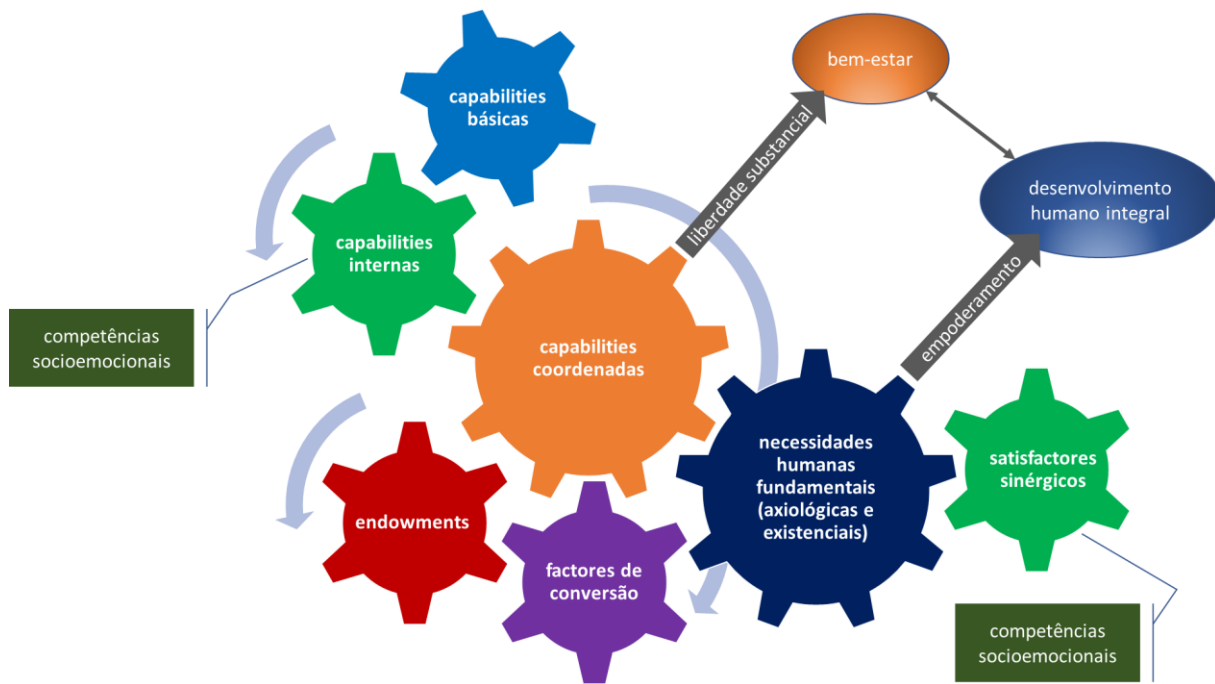 capabilities
básicas
bem-estar
liberdade substancial
desenvolvimento
humano integral
capabilities
internas
competências
socioemocionais
capabilities
coordenadas
empoderamento
necessidades
humanas
fundamentais
(axiológicas e
existenciais)
satisfactores
sinérgicos
endowments
factores de
conversão
competências
socioemocionais